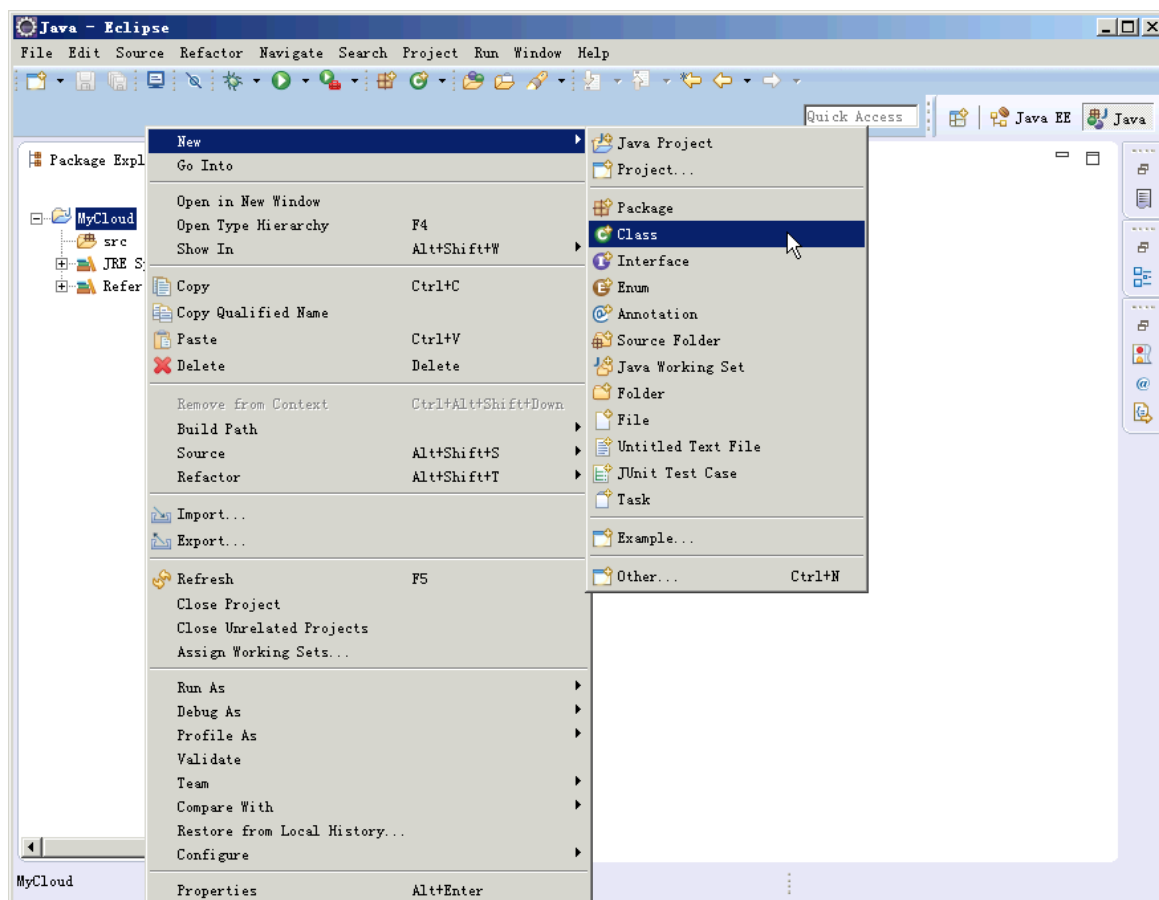 Java - Eclipse
File Edit Source Refactor Navigate Search Project Run Window Help
Quick Access
Java EE
Java
Package Expl
MyCloud
src
JRE S
Refer
New
Go Into
Open in New Window
Open Type Hierarchy F4
Show In Alt+Shift+W
Copy Ctrl+C
Copy Qualified Name
Paste Ctrl+V
Delete Delete
Remove from Context Ctrl+Alt+Shift+Down
Build Path
Source Alt+Shift+S
Refactor Alt+Shift+T
Import...
Export...
Refresh F5
Close Project
Close Unrelated Projects
Assign Working Sets...
Run As
Debug As
Profile As
Validate
Team
Compare With
Restore from Local History...
Configure
Properties Alt+Enter
Java Project
Project...
Package
Class
Interface
Enum
Annotation
Source Folder
Java Working Set
Folder
File
Untitled Text File
JUnit Test Case
Task
Example...
Other... Ctrl+N
MyCloud